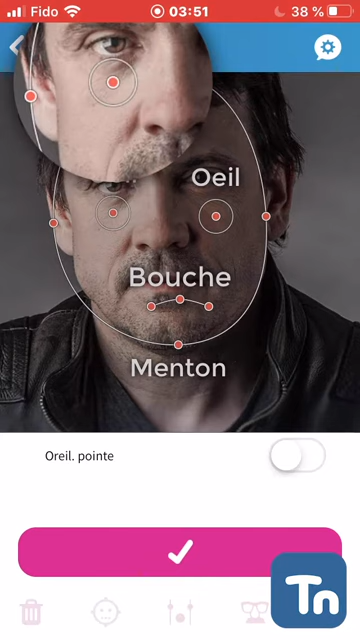 Fido 03:51 38 %
Oeil
Bouche
Menton
Oreil. pointe
Tn